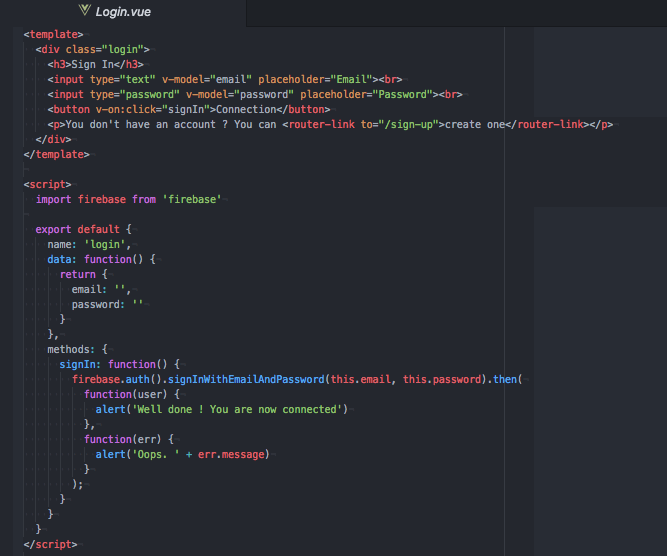 Login.vue
<template>
  <div class="login">
    <h3>Sign In</h3>
    <input type="text" v-model="email" placeholder="Email"><br>
    <input type="password" v-model="password" placeholder="Password"><br>
    <button v-on:click="signIn">Connection</button>
    <p>You don't have an account ? You can <router-link to="/sign-up">create one</router-link></p>
  </div>
</template>

<script>
  import firebase from 'firebase'

  export default {
    name: 'login',
    data: function() {
      return {
        email: '',
        password: ''
      }
    },
    methods: {
      signIn: function() {
        firebase.auth().signInWithEmailAndPassword(this.email, this.password).then(
          function(user) {
            alert('Well done ! You are now connected')
          },
          function(err) {
            alert('Oops. ' + err.message)
          }
        );
      }
    }
  }
</script>